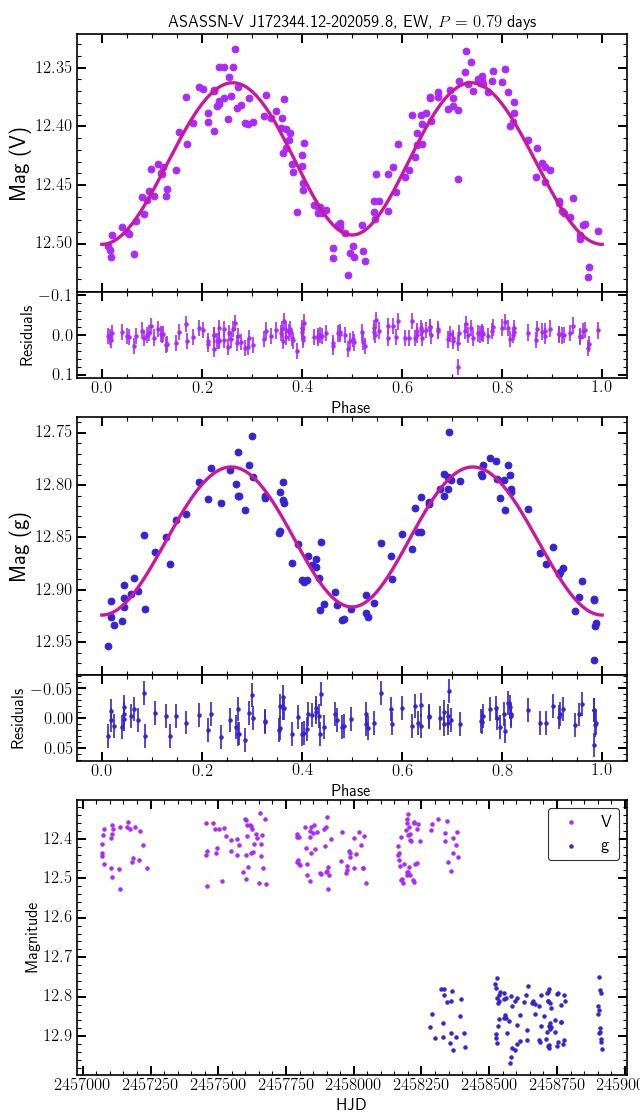 ASASSN-V J172344.12-202059.8, EW, P = 0.79 days
12.35
12.40
12.45
12.50
Mag (V)
−0.1
0.0
0.1
Residuals
0.0 0.2 0.4 0.6 0.8 1.0
Phase
12.75
12.80
12.85
12.90
12.95
Mag (g)
−0.05
0.00
0.05
Residuals
0.0 0.2 0.4 0.6 0.8 1.0
Phase
V
g
12.4
12.5
12.6
12.7
12.8
12.9
Magnitude
2457000 2457250 2457500 2457750 2458000 2458250 2458500 2458750 245900
HJD